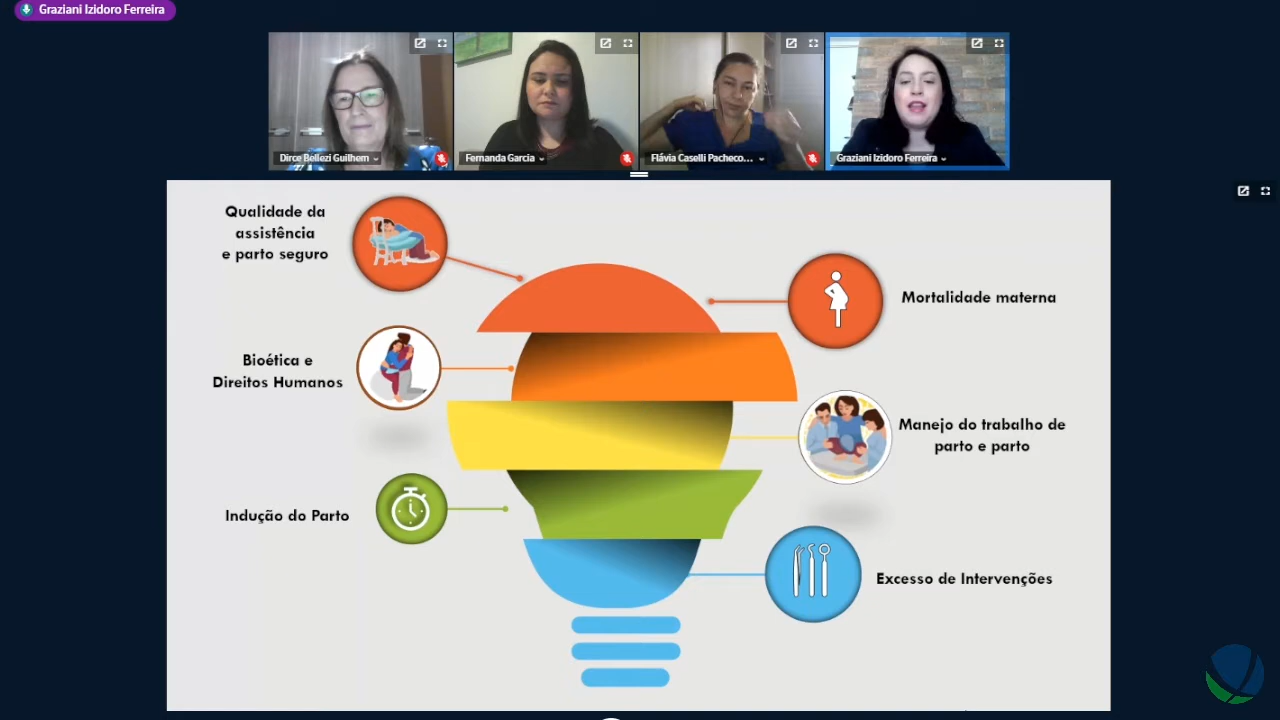 Graziani Izidoro Ferreira
Dirce Bellezi Guilhem
Fernanda Garcia
Flávia Caselli Pacheco...
Graziani Izidoro Ferreira
Qualidade da
assistência
e parto seguro
Mortalidade materna
Bioética e
Direitos Humanos
Manejo do trabalho de
parto e parto
Indução do Parto
Excesso de Intervenções